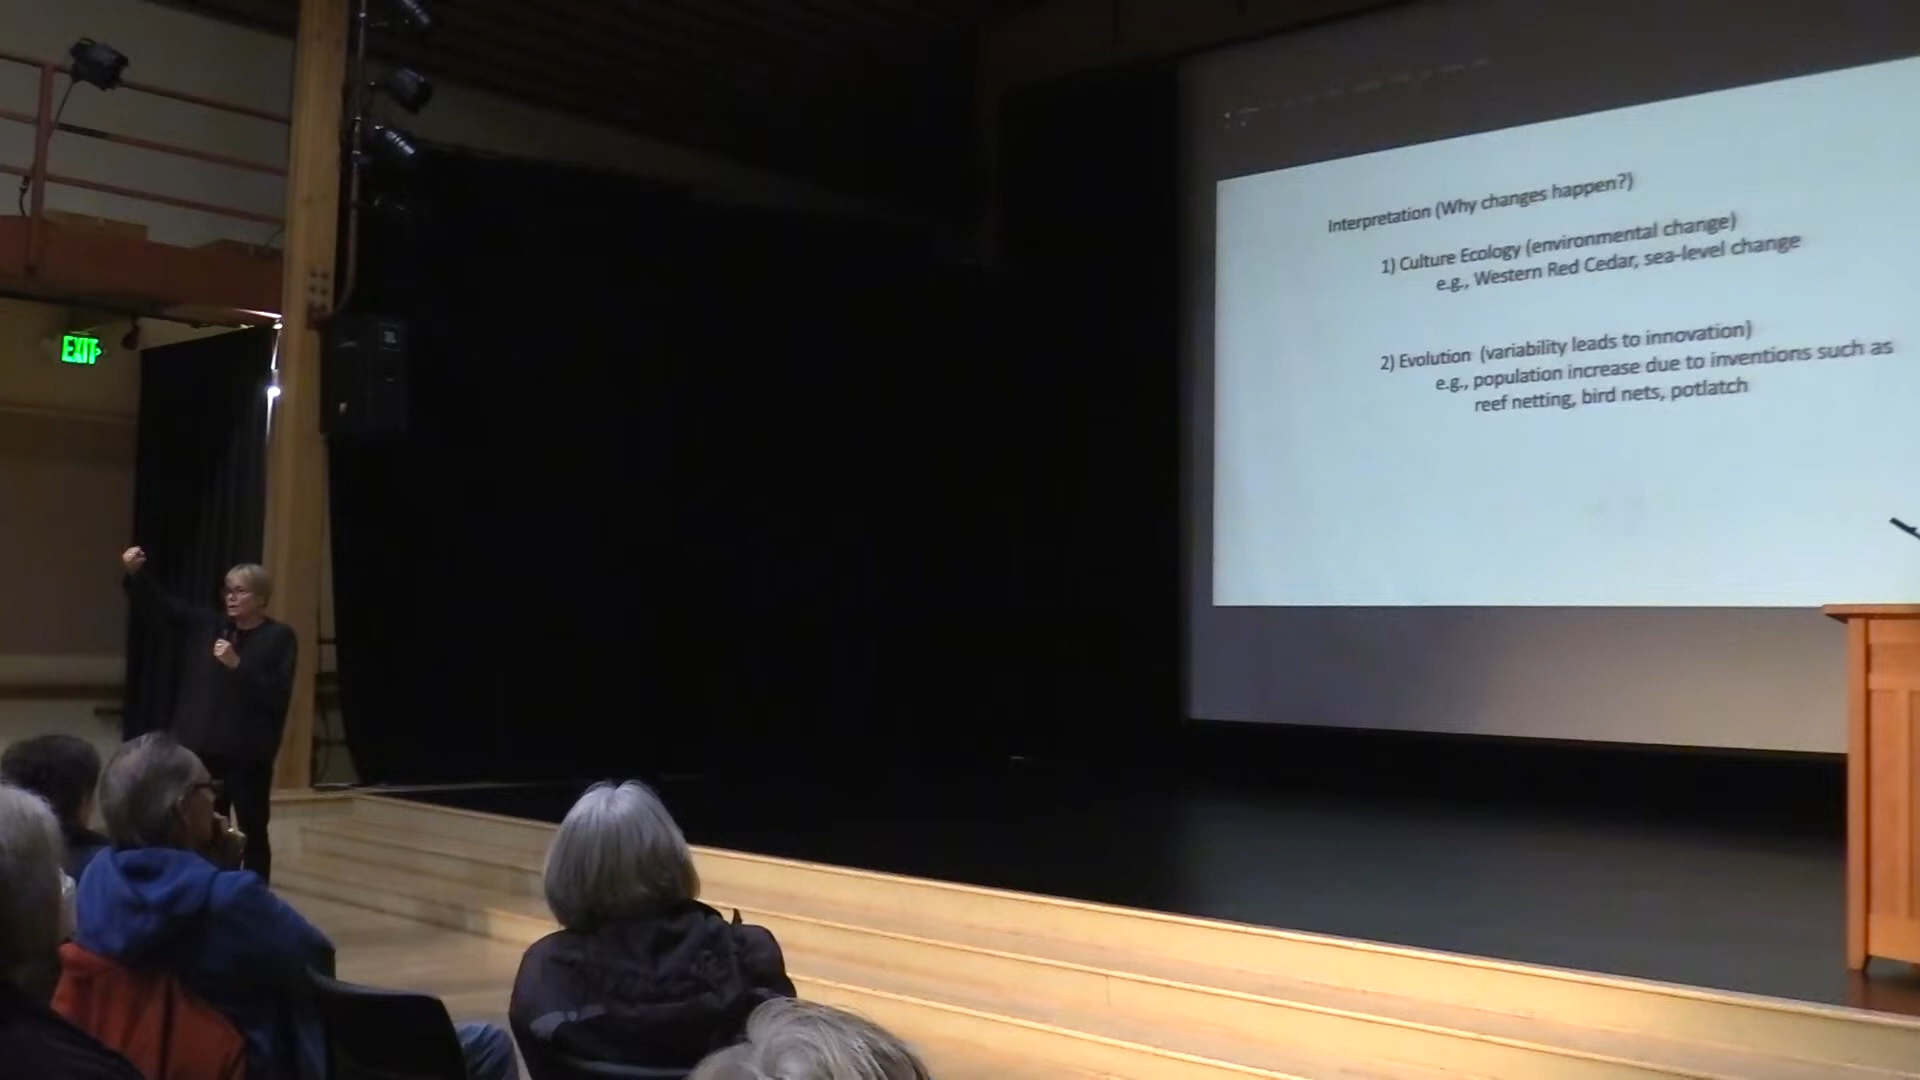 EXIT
Interpretation (Why changes happen?)
1) Culture Ecology (environmental change)
e.g., Western Red Cedar, sea-level change
2) Evolution (variability leads to innovation)
e.g., population increase due to inventions such as
reef netting, bird nets, potlatch